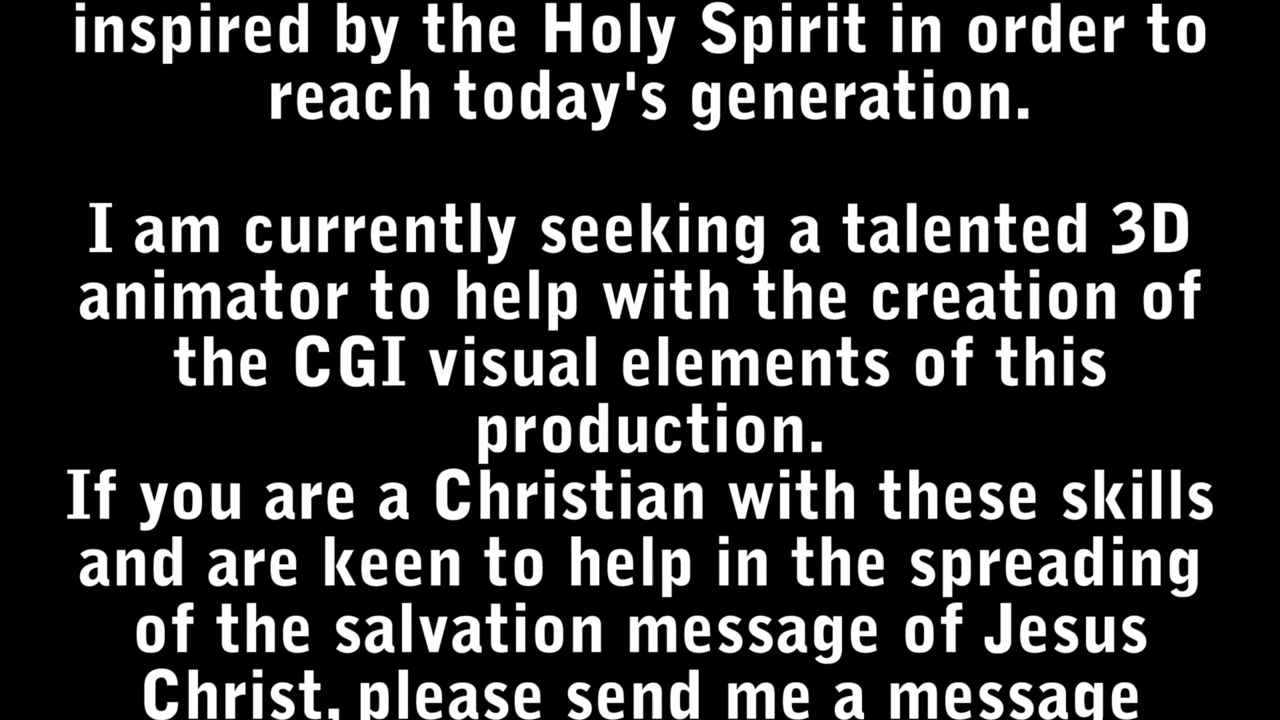 inspired by the Holy Spirit in order to
reach today's generation.
I am currently seeking a talented 3D
animator to help with the creation of
the CGI visual elements of this
production.
If you are a Christian with these skills
and are keen to help in the spreading
of the salvation message of Jesus
Christ, please send me a message